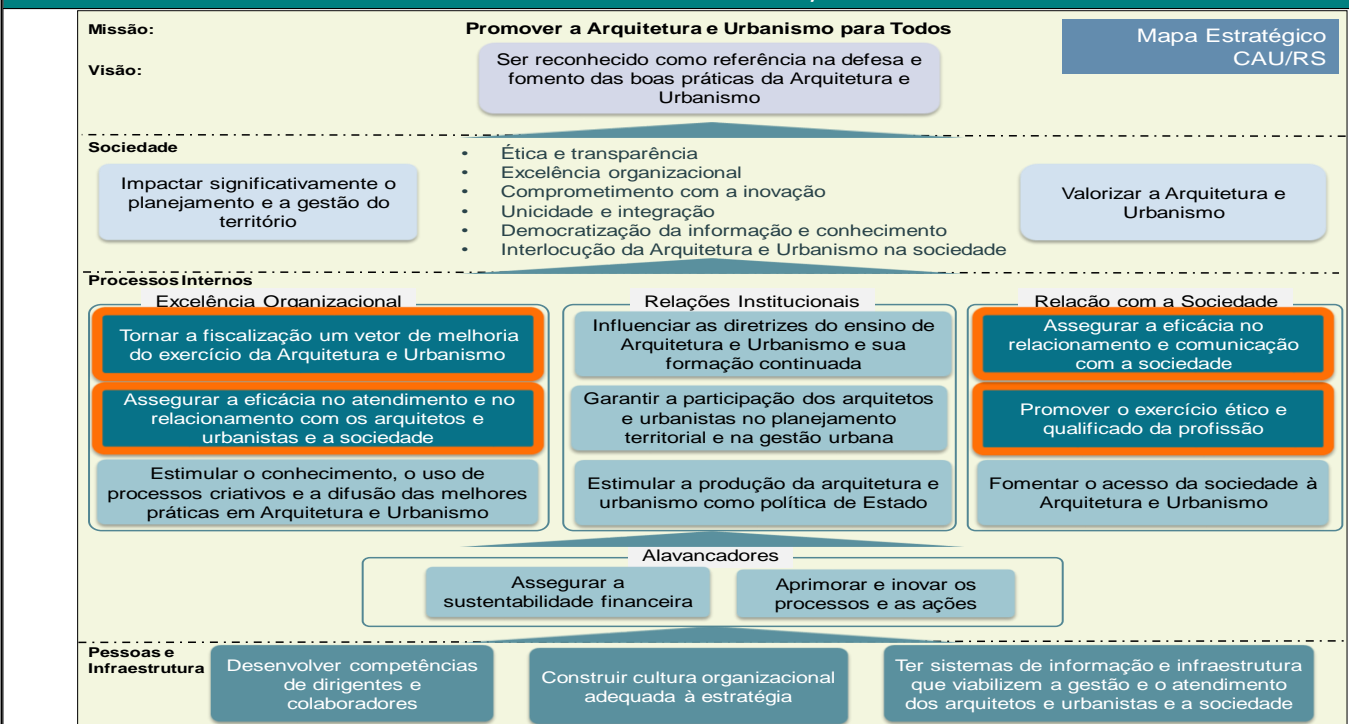 Missão:
Promover a Arquitetura e Urbanismo para Todos
Mapa Estratégico
CAU/RS
Visão:
Ser reconhecido como referência na defesa e
fomento das boas práticas da Arquitetura e
Urbanismo
Sociedade
Impactar significativamente o
planejamento e a gestão do
território
• Ética e transparência
• Excelência organizacional
• Comprometimento com a inovação
• Unicidade e integração
• Democratização da informação e conhecimento
• Interlocução da Arquitetura e Urbanismo na sociedade
Valorizar a Arquitetura e
Urbanismo
Processos Internos
Excelência Organizacional
Tornar a fiscalização um vetor de melhoria
do exercício da Arquitetura e Urbanismo
Assegurar a eficácia no atendimento e no
relacionamento com os arquitetos e
urbanistas e a sociedade
Estimular o conhecimento, o uso de
processos criativos e a difusão das melhores
práticas em Arquitetura e Urbanismo
Relações Institucionais
Influenciar as diretrizes do ensino de
Arquitetura e Urbanismo e sua
formação continuada
Garantir a participação dos arquitetos
e urbanistas no planejamento
territorial e na gestão urbana
Estimular a produção da arquitetura e
urbanismo como política de Estado
Relação com a Sociedade
Assegurar a eficácia no
relacionamento e comunicação
com a sociedade
Promover o exercício ético e
qualificado da profissão
Fomentar o acesso da sociedade à
Arquitetura e Urbanismo
Alavancadores
Assegurar a
sustentabilidade financeira
Aprimorar e inovar os
processos e as ações
Pessoas e
Infraestrutura
Desenvolver competências
de dirigentes e
colaboradores
Construir cultura organizacional
adequada à estratégia
Ter sistemas de informação e infraestrutura
que viabilizem a gestão e o atendimento
dos arquitetos e urbanistas e a sociedade